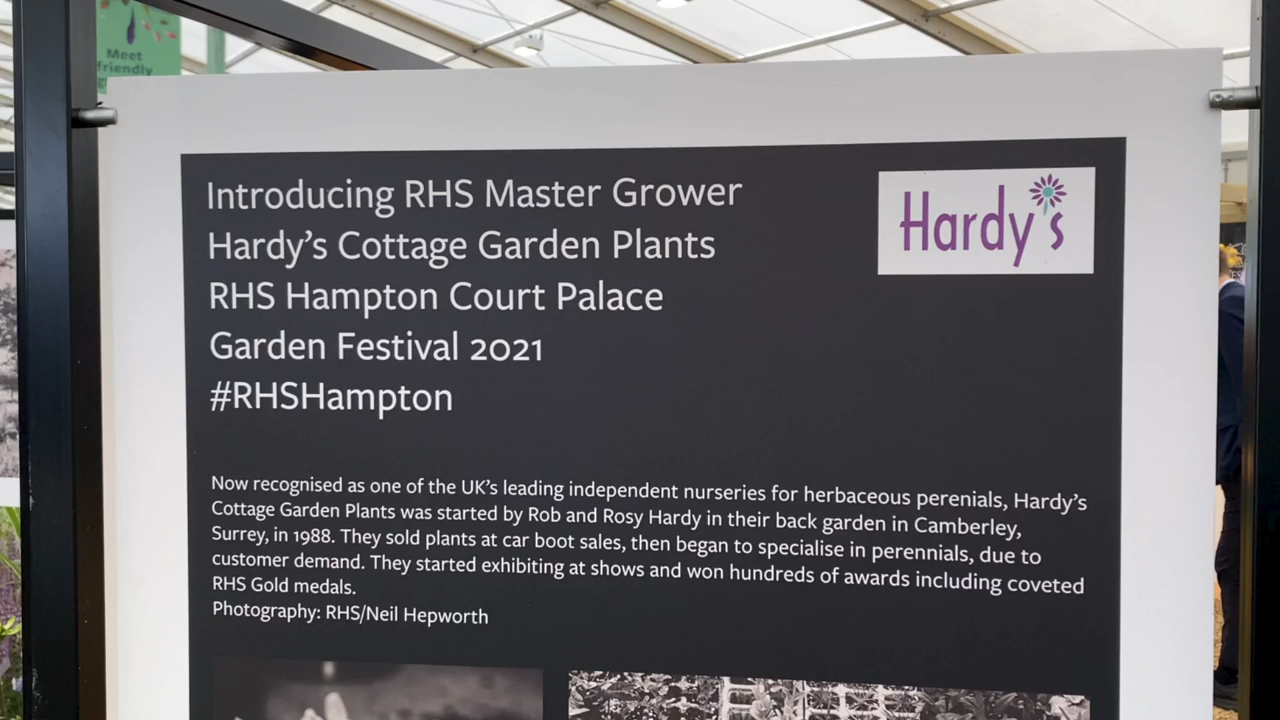 Meet
friendly
Introducing RHS Master Grower
Hardy's Cottage Garden Plants
RHS Hampton Court Palace
Garden Festival 2021
#RHSHampton
Hardy's
Now recognised as one of the UK's leading independent nurseries for herbaceous perenials, Hardy's
Cottage Garden Plants was started by Rob and Rosy Hardy in their back garden in Camberley,
Surrey, in 1988. They sold plants at car boot sales, then began to specialise in perennials, due to
customer demand. They started exhibiting at shows and won hundreds of awards including coveted
RHS Gold medals.
Photography: RHS/Neil Hepworth